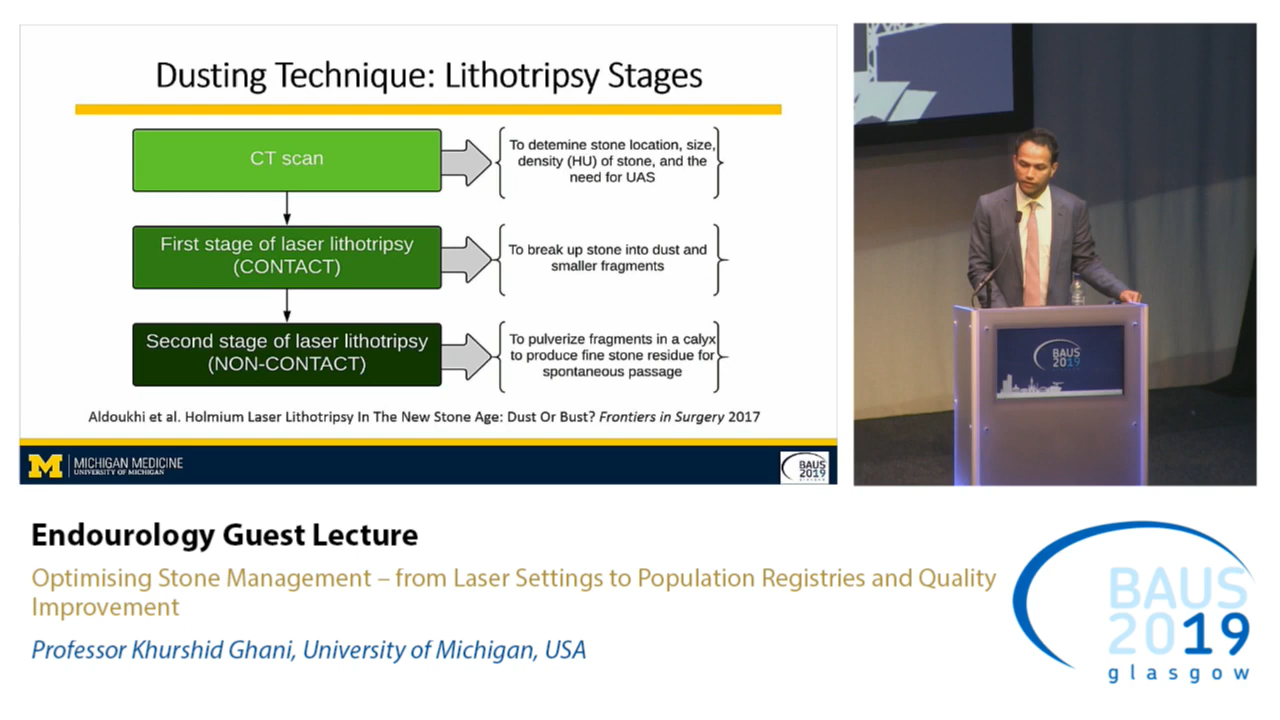 Dusting Technique: Lithotripsy Stages
CT scan
To detemine stone location, size,
density (HU) of stone, and the
need for UAS
First stage of laser lithotripsy
(CONTACT)
To break up stone into dust and
smaller fragments
Second stage of laser lithotripsy
(NON-CONTACT)
To pulverize fragments in a calyx
to produce fine stone residue for
spontaneous passage
Aldoukhi et al. Holmium Laser Lithotripsy In The New Stone Age: Dust Or Bust? Frontiers in Surgery 2017
M
MICHIGAN MEDICINE
UNIVERSITY OF MICHIGAN
BAUS
2019
glasgow
BAUS
2019
Endourology Guest Lecture
Optimising Stone Management – from Laser Settings to Population Registries and Quality
Improvement
Professor Khurshid Ghani, University of Michigan, USA
BAUS
2019
glasgow